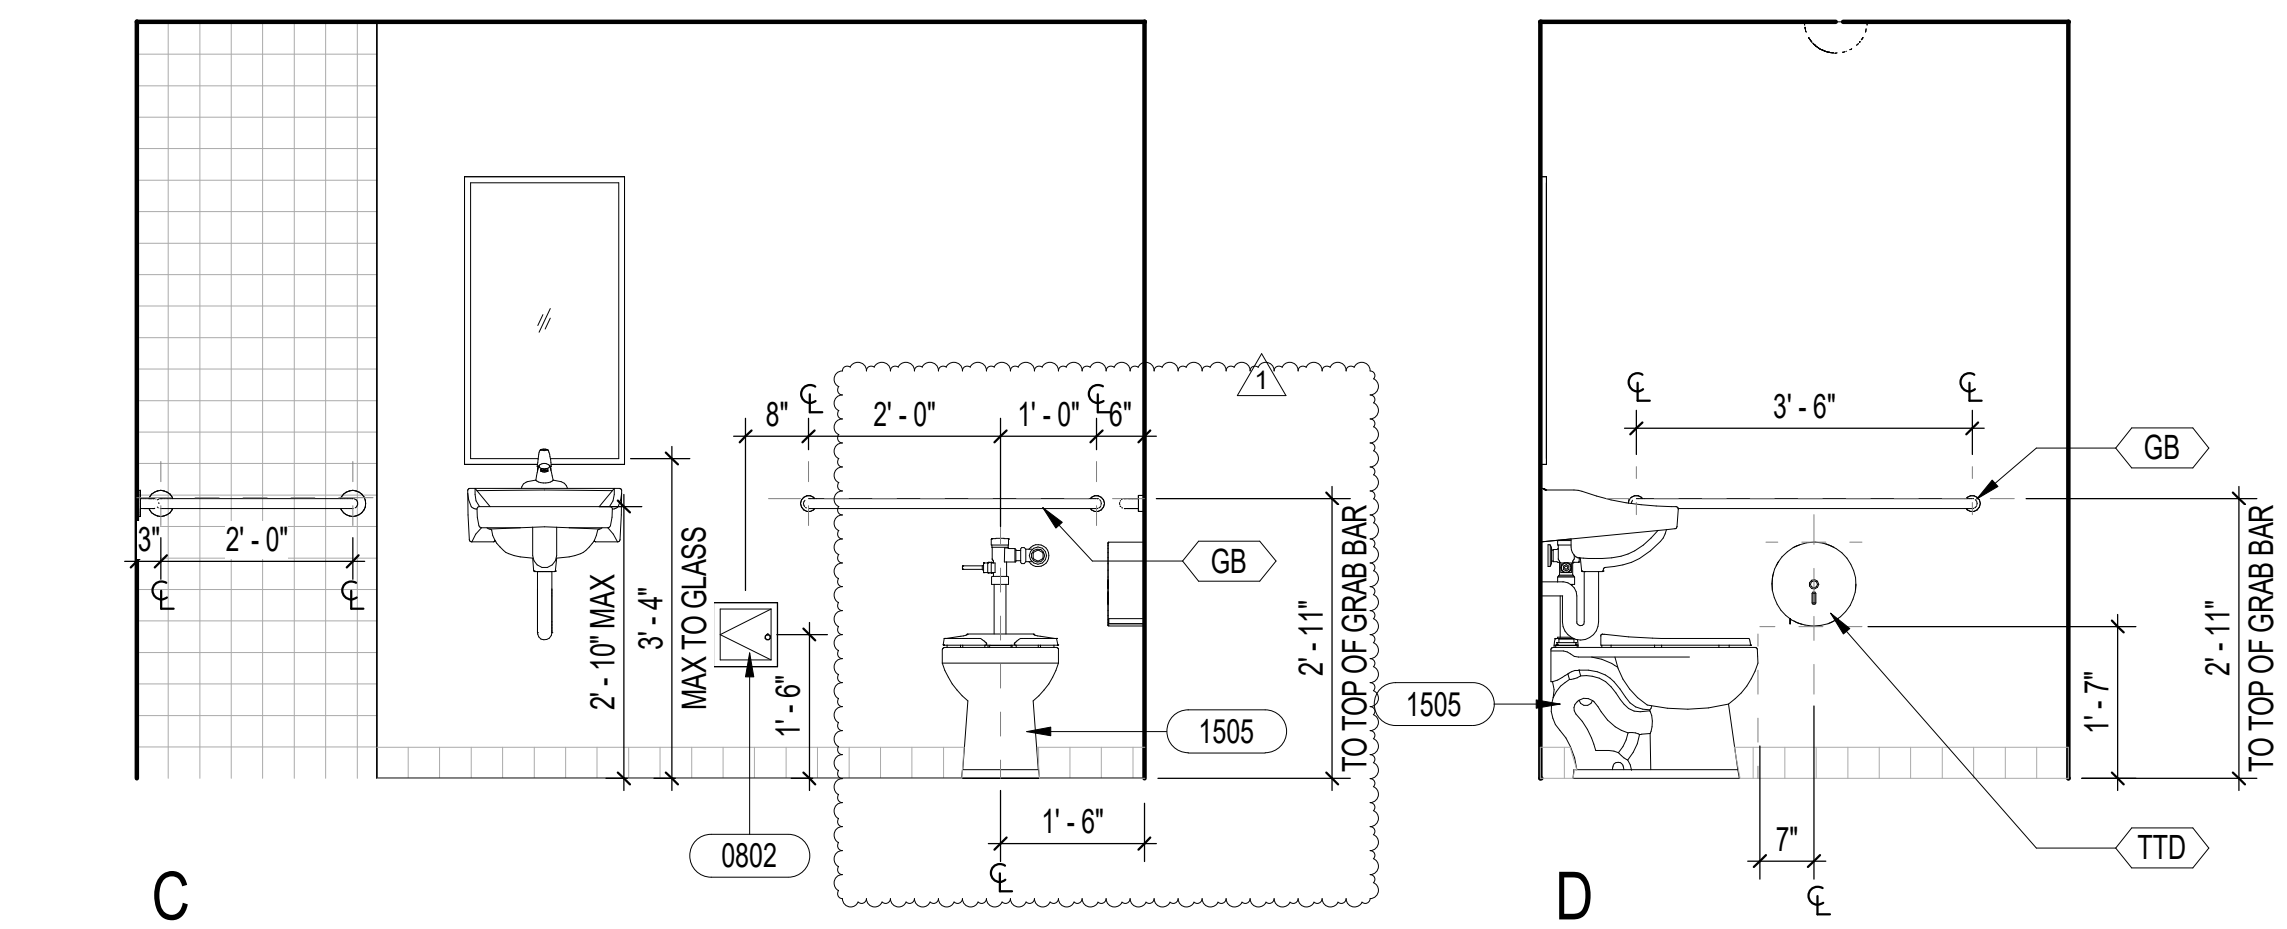 1
8"
℄
2' - 0"
1' - 0"
℄
6"
℄
3' - 6"
℄
GB
3"
2' - 0"
℄
℄
2' - 10" MAX
3' - 4"
MAX TO GLASS
1' - 6"
GB
2' - 11"
TO TOP OF GRAB BAR
1505
1505
1' - 7"
2' - 11"
TO TOP OF GRAB BAR
0802
1' - 6"
℄
7"
℄
TTD
C
D